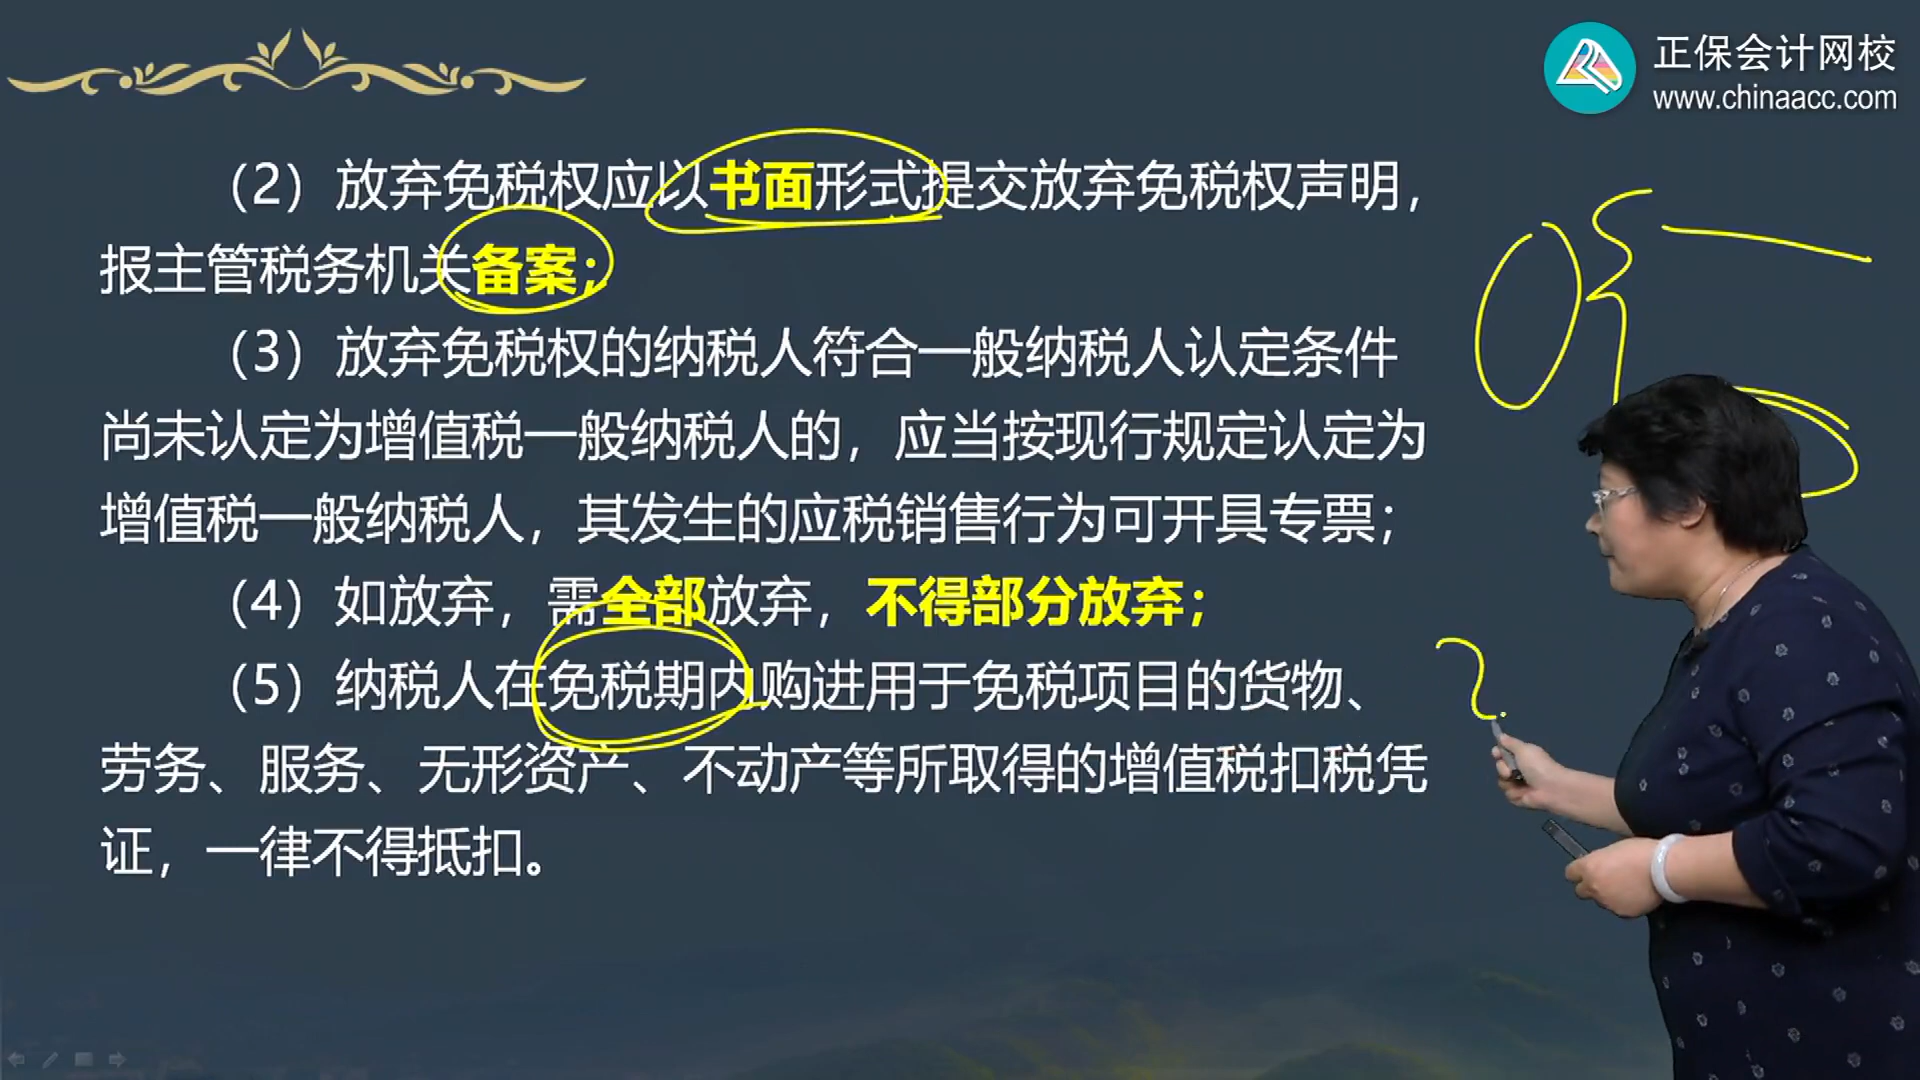 正保会计网校
www.chinaacc.com
（2）放弃免税权应以书面形式提交放弃免税权声明，
报主管税务机关备案；
（3）放弃免税权的纳税人符合一般纳税人认定条件
尚未认定为增值税一般纳税人的，应当按现行规定认定为
增值税一般纳税人，其发生的应税销售行为可开具专票；
（4）如放弃，需全部放弃，不得部分放弃；
（5）纳税人在免税期内购进用于免税项目的货物、
劳务、服务、无形资产、不动产等所取得的增值税扣税凭
证，一律不得抵扣。